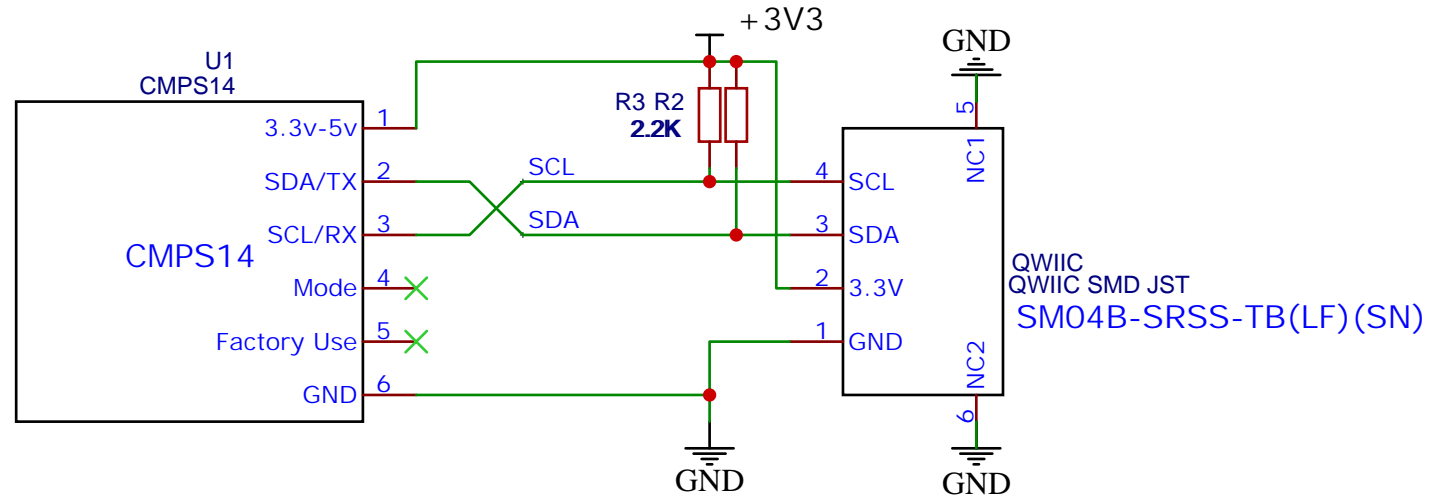 +3V3
GND
U1
CMPS14
R3 R2
2.2K
3.3v-5v 1
SDA/TX 2
SCL/RX 3
CMPS14
Mode 4
Factory Use 5
GND 6
SCL
SDA
5
NC1
4 SCL
3 SDA
2 3.3V
1 GND
NC2
6
QWIIC
QWIIC SMD JST
SM04B-SRSS-TB(LF)(SN)
GND
GND